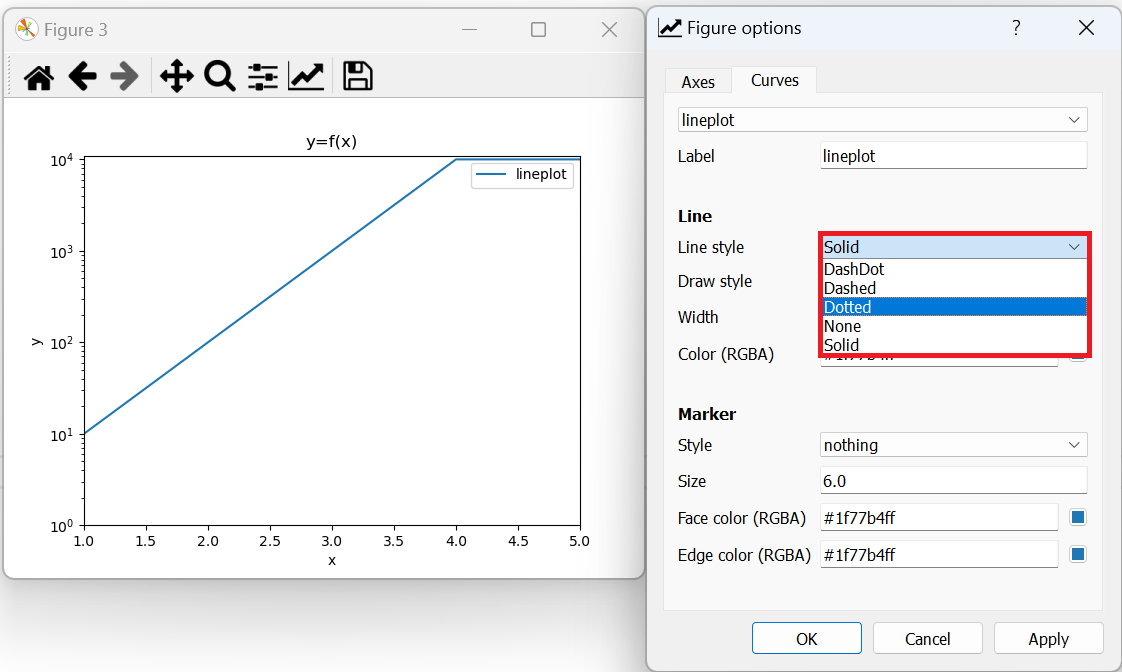 Figure 3
y=f(x)
10^4
10^3
10^2
10^1
10^0
y
lineplot
1.0 1.5 2.0 2.5 3.0 3.5 4.0 4.5 5.0
x
Figure options
?
Axes Curves
lineplot
Label lineplot
Line
Line style Solid
DashDot
Dashed
Dotted
None
Solid
Draw style
Width
Color (RGBA)
Marker
Style nothing
Size 6.0
Face color (RGBA) #1f77b4ff
Edge color (RGBA) #1f77b4ff
OK Cancel Apply